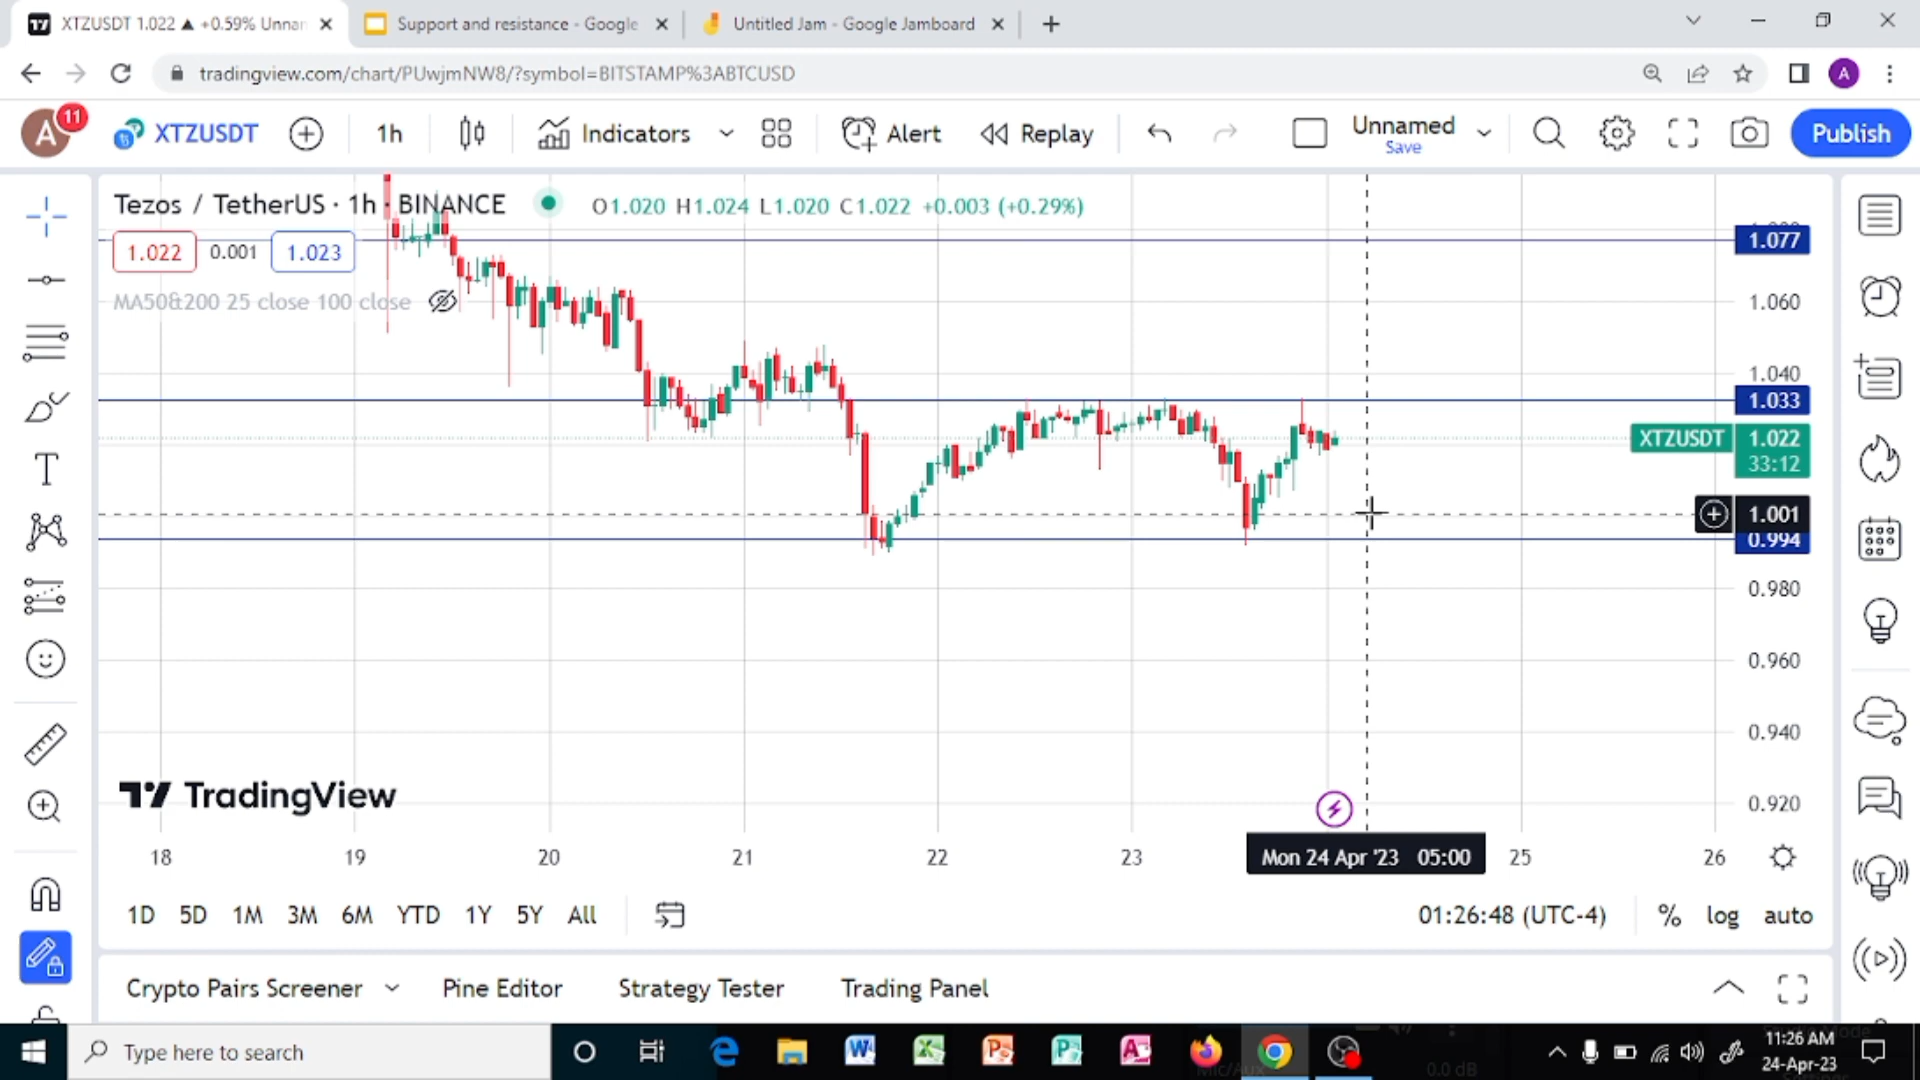 XTZUSDT 1.022 ▲ +0.59% Unnar
Support and resistance - Google
Untitled Jam - Google Jamboard
tradingview.com/chart/PUwjmNW8/?symbol=BITSTAMP%3ABTCUSD
A
A 11 XTZUSDT 1h Indicators Alert Replay Unnamed Save Publish
Tezos / TetherUS · 1h · BINANCE O1.020 H1.024 L1.020 C1.022 +0.003 (+0.29%)
1.022 0.001 1.023
MA50&200 25 close 100 close
1.077
1.060
1.040
1.033
XTZUSDT 1.022
33:12
1.001
0.994
0.980
0.960
0.940
0.920
TradingView
18 19 20 21 22 23 Mon 24 Apr '23 05:00 25 26
1D 5D 1M 3M 6M YTD 1Y 5Y All 01:26:48 (UTC-4) % log auto
Crypto Pairs Screener Pine Editor Strategy Tester Trading Panel
Type here to search
11:26 AM
24-Apr-23
Mic/Aux 0.0 dB